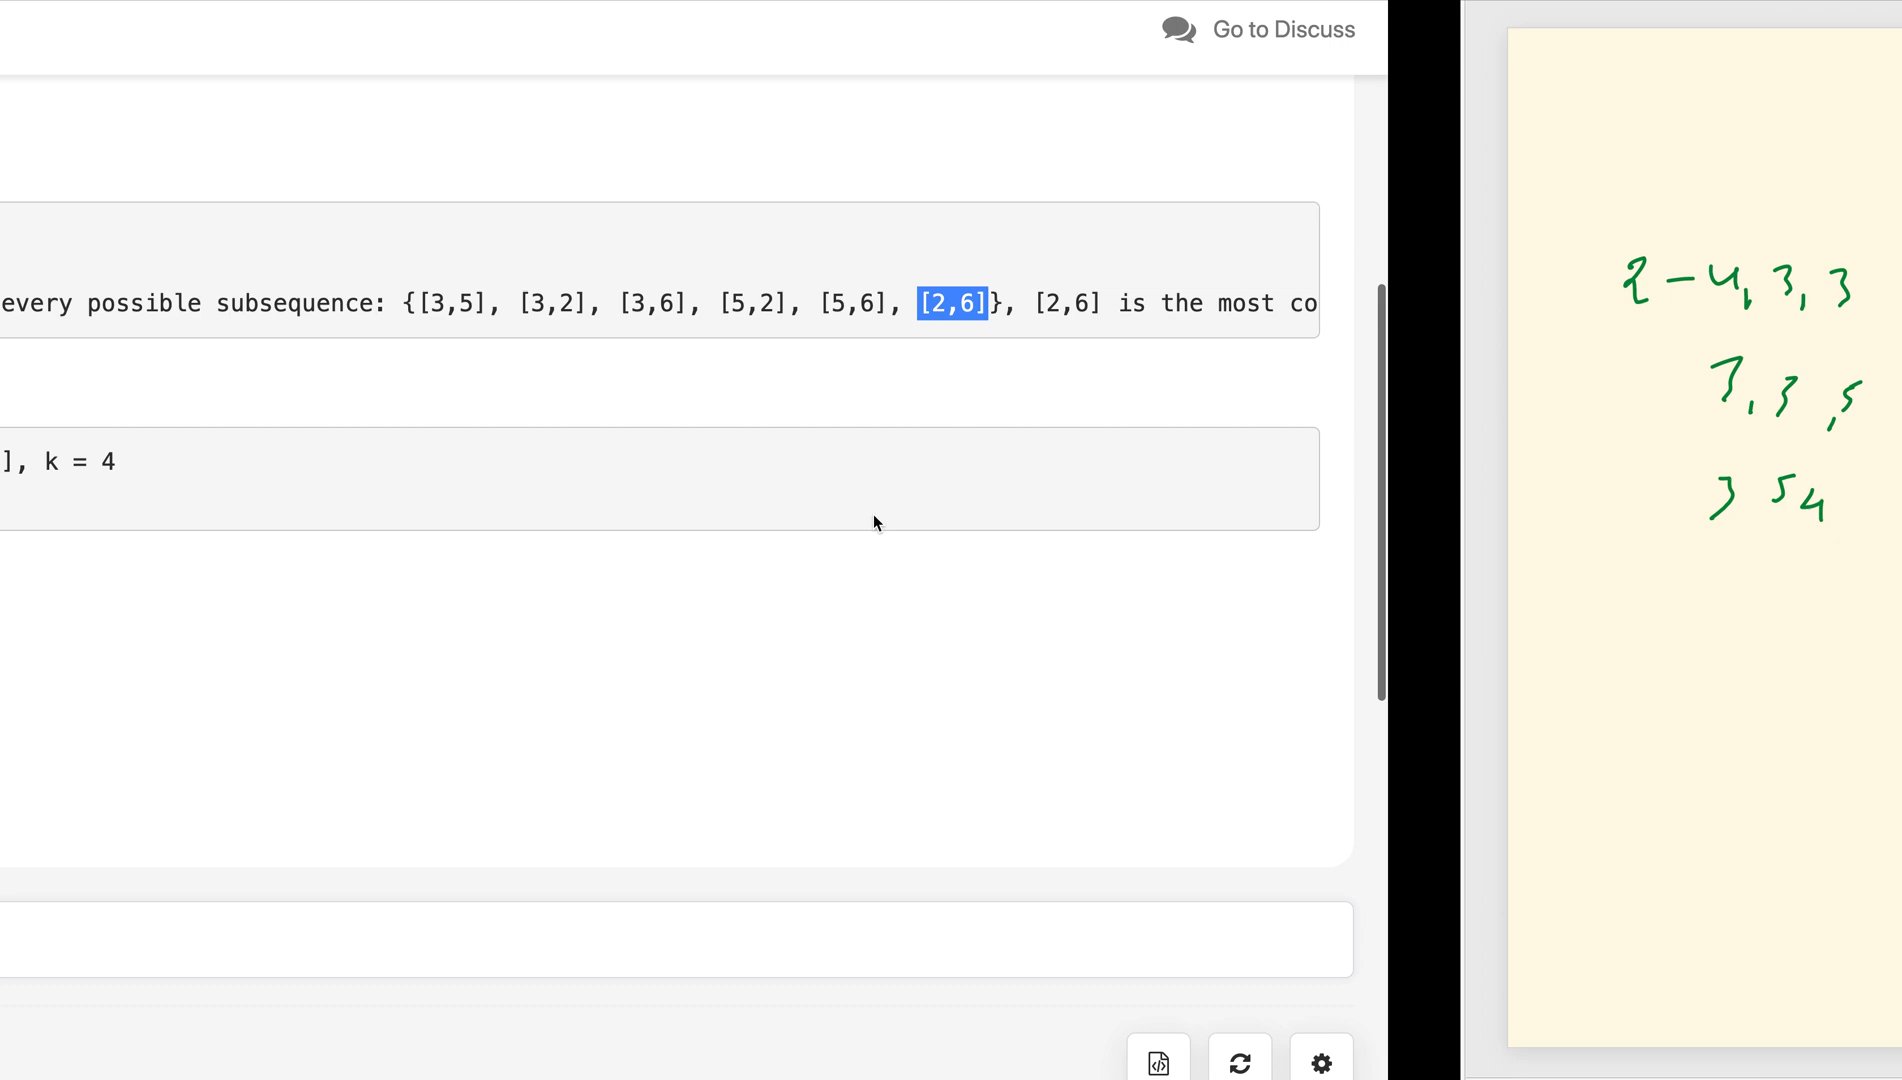 Go to Discuss
every possible subsequence: {[3,5], [3,2], [3,6], [5,2], [5,6], [2,6]}, [2,6] is the most co
], k = 4
2 - 4, 3, 3
7, 3, 5
3 5 4